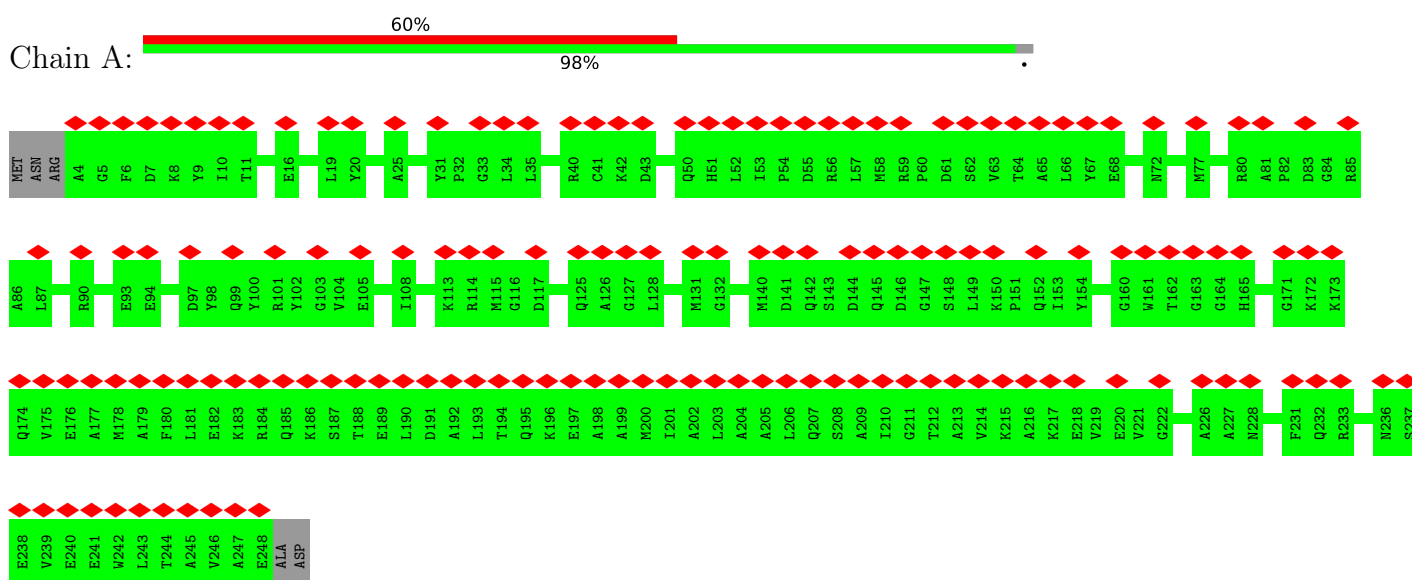 60%
Chain A:
98%
.
MET ASN ARG A4 G5 F6 D7 K8 Y9 I10 T11 E16 L19 Y20 A25 Y31 P32 G33 L34 L35 R40 C41 K42 D43 Q50 H51 L52 I53 P54 D55 R56 L57 M58 R59 P60 D61 S62 V63 T64 A65 L66 Y67 E68 N72 M77 R80 A81 P82 D83 G84 R85
A86 L87 R90 E93 E94 D97 Y98 Q99 Y100 R101 Y102 G103 V104 E105 I108 K113 R114 M115 G116 D117 Q125 A126 G127 L128 M131 G132 M140 D141 Q142 S143 D144 Q145 D146 G147 S148 L149 K150 P151 Q152 I153 Y154 G160 W161 T162 G163 G164 H165 G171 K172 K173
Q174 V175 E176 A177 M178 A179 F180 L181 E182 K183 R184 Q185 K186 S187 T188 E189 L190 D191 A192 L193 T194 Q195 K196 E197 A198 A199 M200 I201 A202 L203 A204 A205 L206 Q207 S208 A209 I210 G211 T212 A213 V214 K215 A216 K217 E218 V219 E220 V221 G222 A226 A227 N228 F231 Q232 R233 N236 S237
E238 V239 E240 E241 W242 L243 T244 A245 V246 A247 E248 ALA ASP